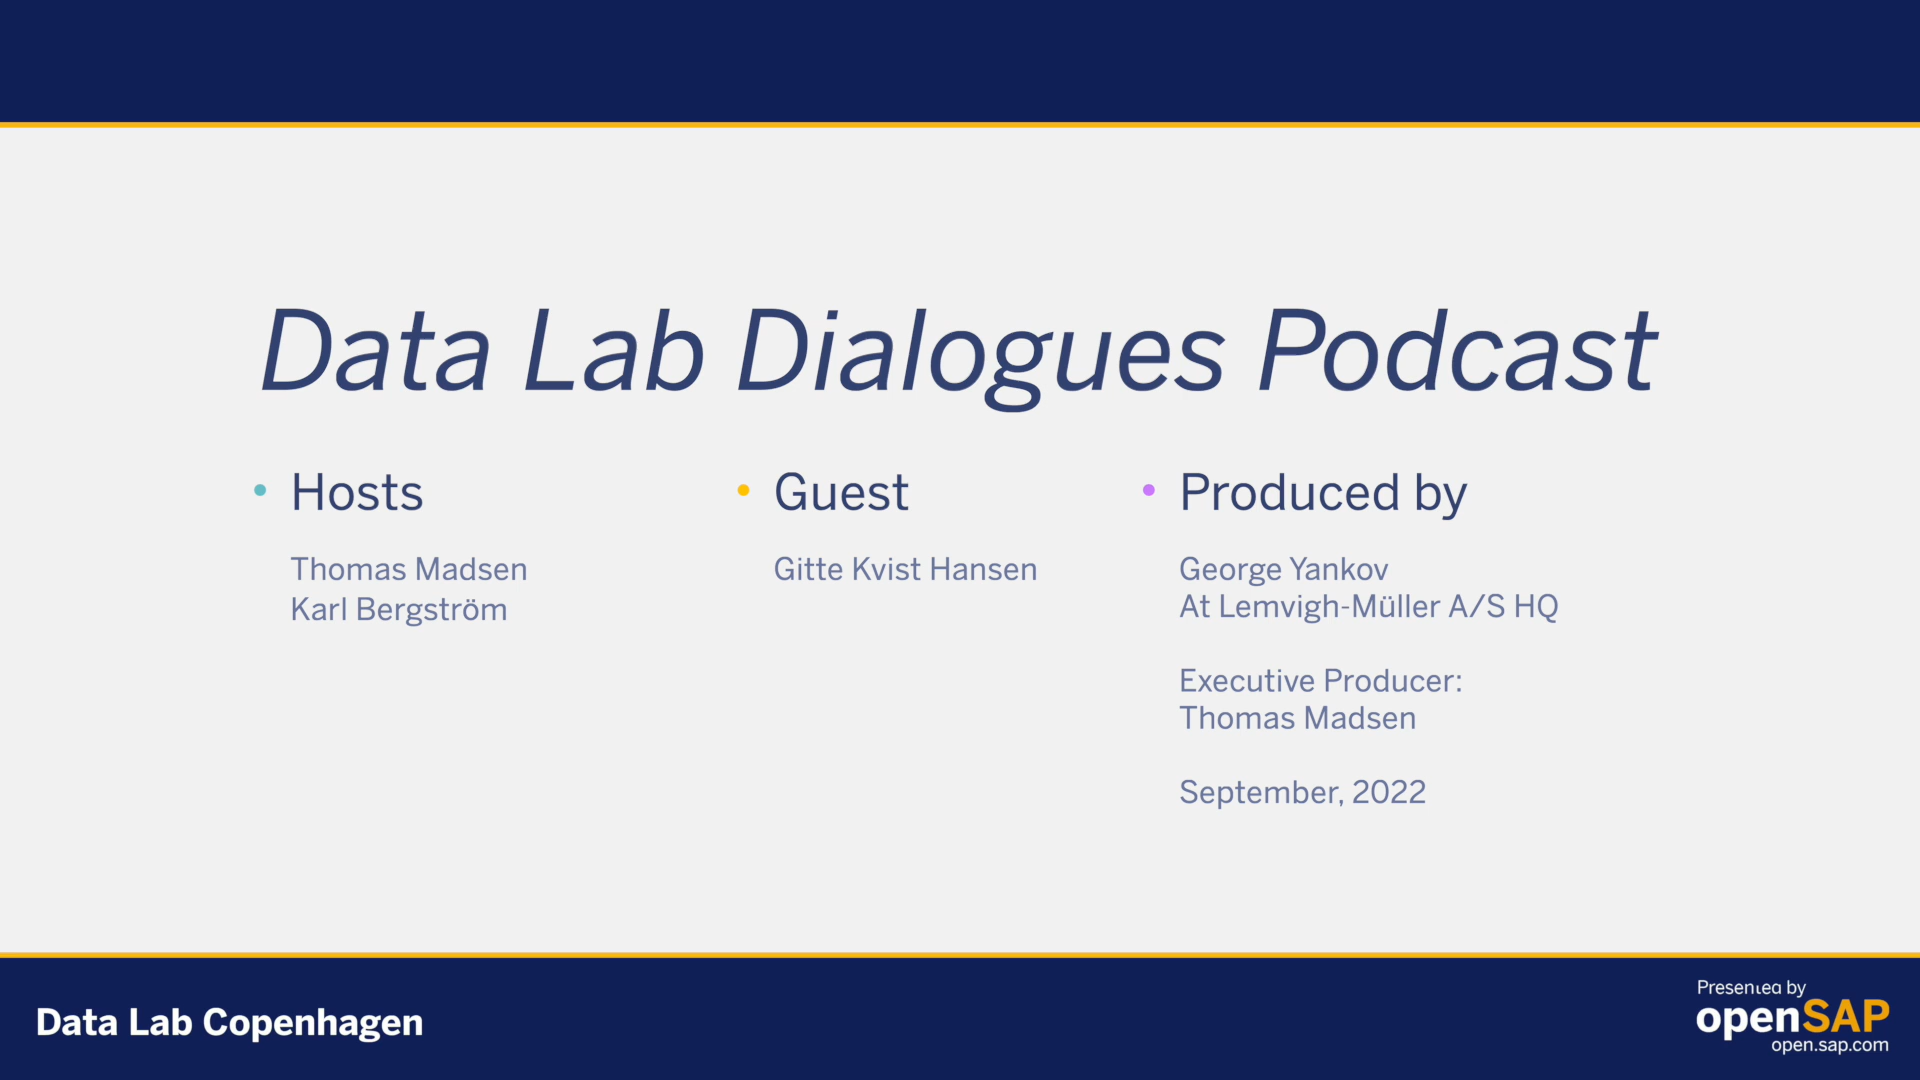 Data Lab Dialogues Podcast
• Hosts
Thomas Madsen
Karl Bergström
• Guest
Gitte Kvist Hansen
• Produced by
George Yankov
At Lemvigh-Müller A/S HQ
Executive Producer:
Thomas Madsen
September, 2022
Data Lab Copenhagen
Presented by
openSAP
open.sap.com